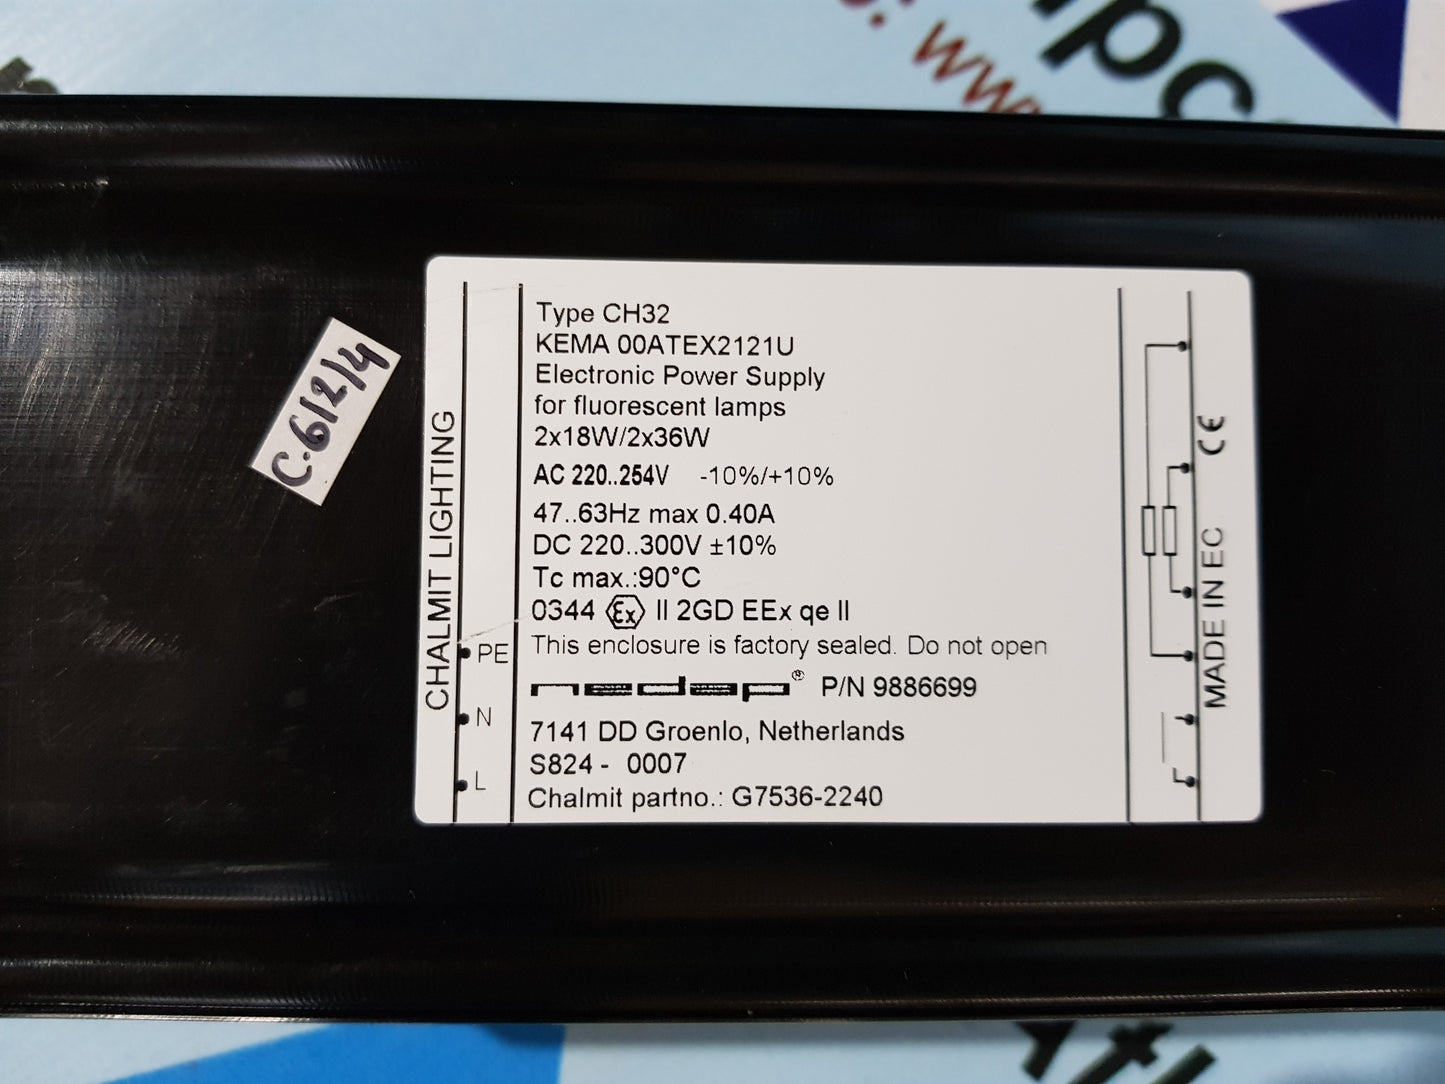 www
pc
C-6/2/4
CHALMIT LIGHTING
Type CH32
KEMA 00ATEX2121U
Electronic Power Supply
for fluorescent lamps
2x18W/2x36W
AC 220..254V -10%/+10%
47..63Hz max 0.40A
DC 220..300V ±10%
Tc max.:90°C
0344 Ex II 2GD EEx qe II
This enclosure is factory sealed. Do not open
nedap® P/N 9886699
7141 DD Groenlo, Netherlands
S824 - 0007
Chalmit partno.: G7536-2240
PE
N
L
CE
MADE IN EC